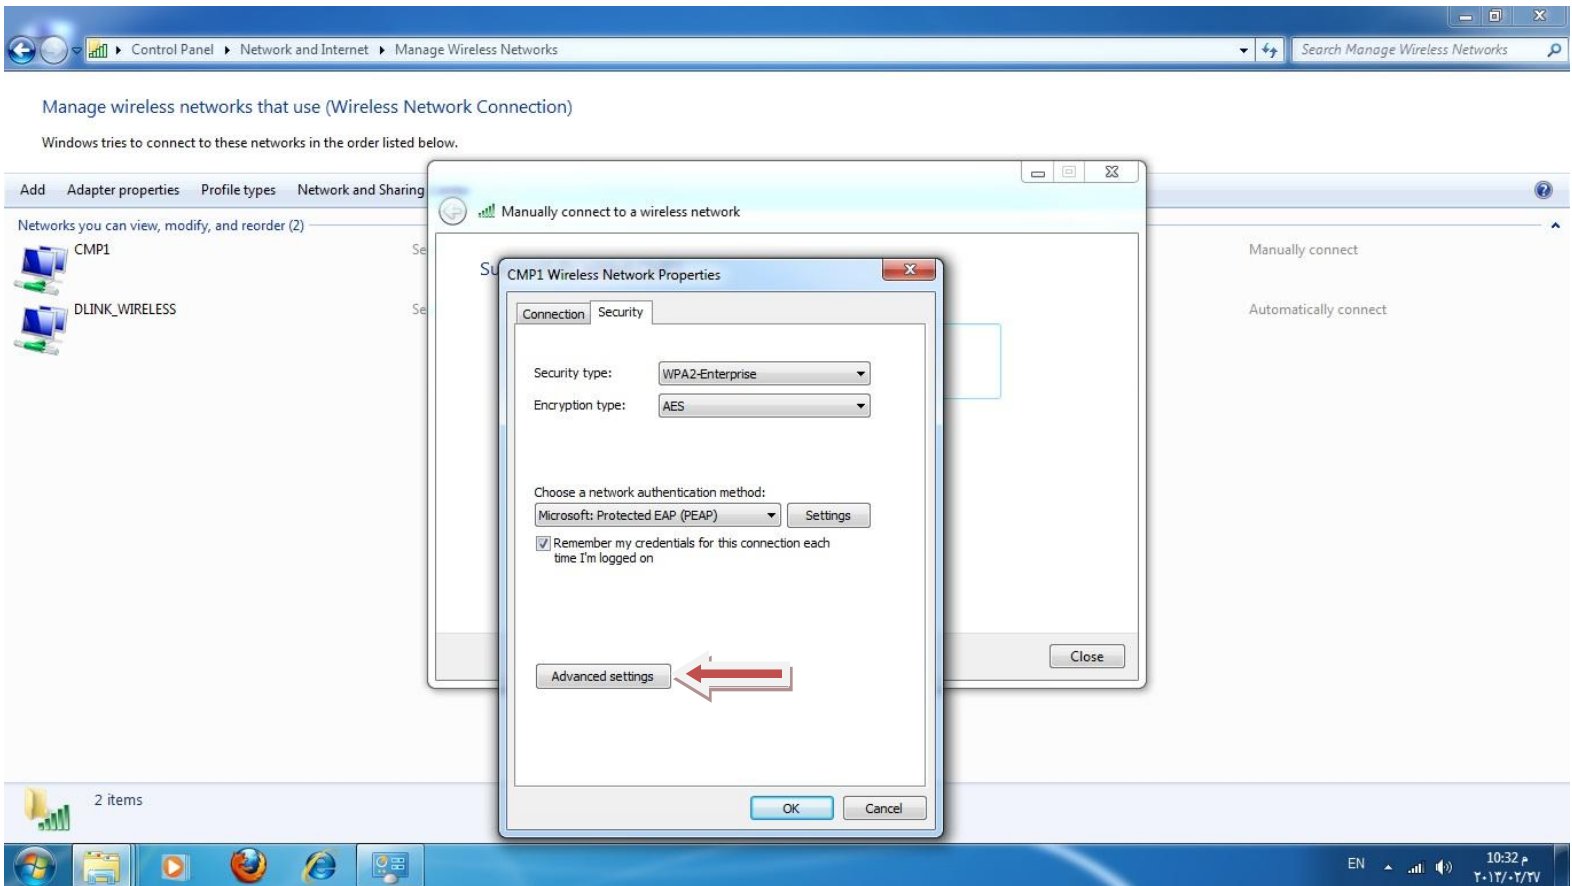 Control Panel ▸ Network and Internet ▸ Manage Wireless Networks
Search Manage Wireless Networks
Manage wireless networks that use (Wireless Network Connection)
Windows tries to connect to these networks in the order listed below.
Add Adapter properties Profile types Network and Sharing
Manually connect to a wireless network
Networks you can view, modify, and reorder (2)
CMP1 Se Manually connect
DLINK_WIRELESS Se Automatically connect
Su
CMP1 Wireless Network Properties
Connection Security
Security type: WPA2-Enterprise
Encryption type: AES
Choose a network authentication method:
Microsoft: Protected EAP (PEAP) Settings
Remember my credentials for this connection each
time I'm logged on
Advanced settings
Close
OK Cancel
2 items
EN 10:32 م
٢٠١٣/٠٢/٢٧